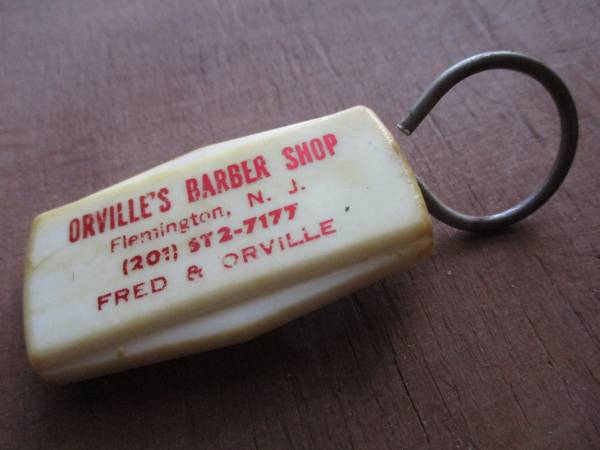 ORVILLE'S BARBER SHOP
Flemington, N. J.
(201) ST2-7177
FRED & ORVILLE